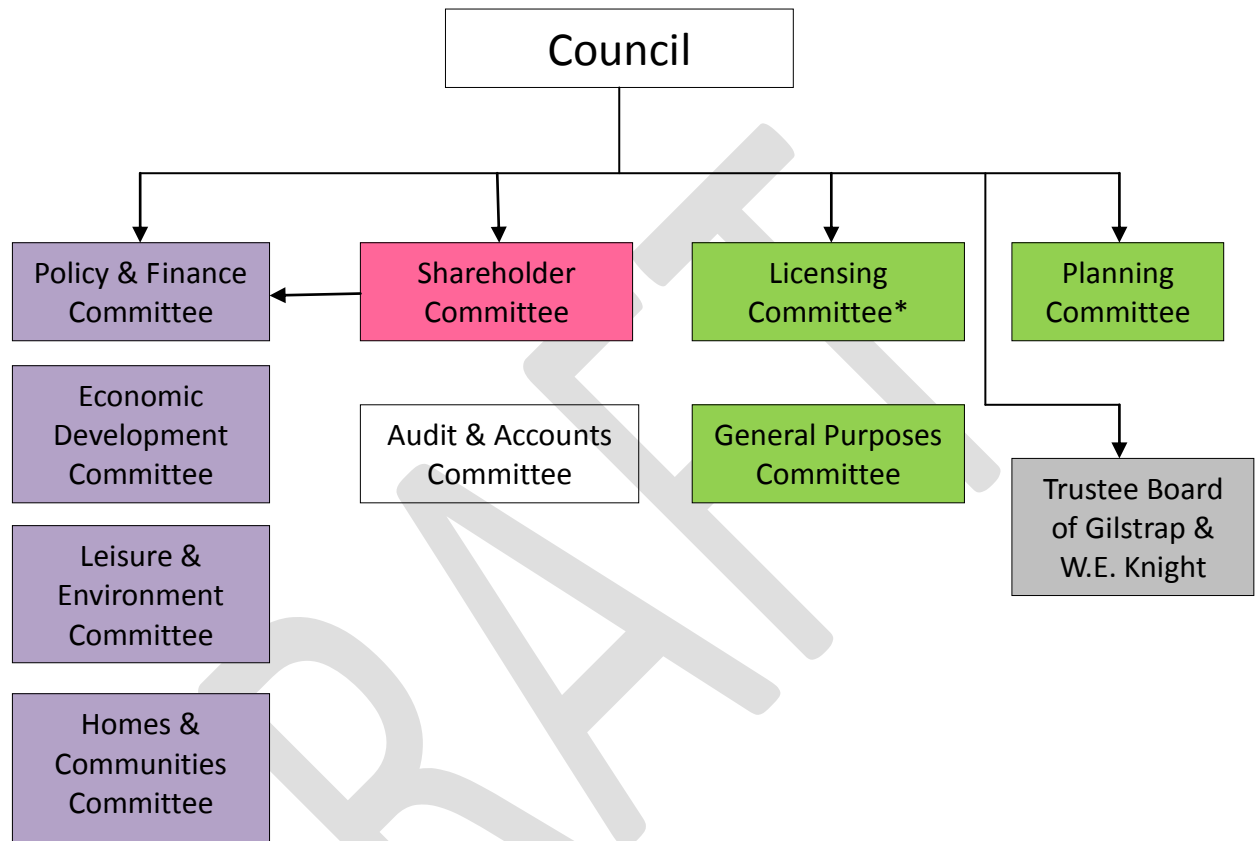 Council
Policy & Finance
Committee
Shareholder
Committee
Licensing
Committee*
Planning
Committee
Economic
Development
Committee
Audit & Accounts
Committee
General Purposes
Committee
Trustee Board
of Gilstrap &
W.E. Knight
Leisure &
Environment
Committee
Homes &
Communities
Committee
DRAFT